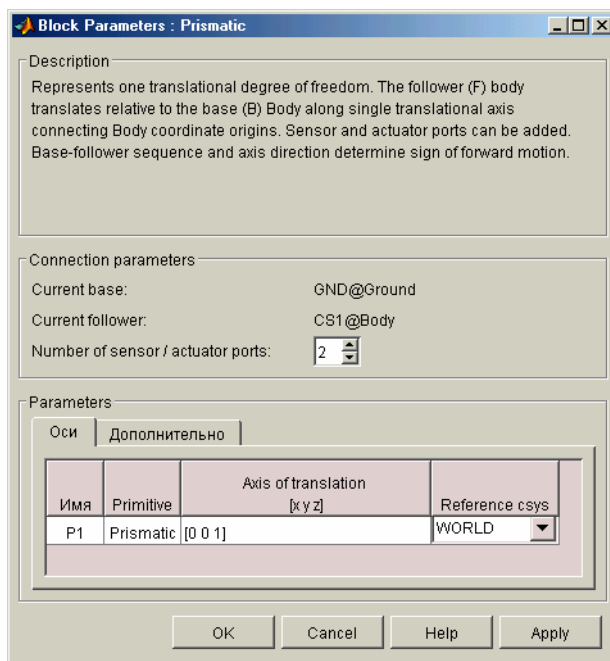 Block Parameters : Prismatic
Description
Represents one translational degree of freedom. The follower (F) body
translates relative to the base (B) Body along single translational axis
connecting Body coordinate origins. Sensor and actuator ports can be added.
Base-follower sequence and axis direction determine sign of forward motion.
Connection parameters
Current base: GND@Ground
Current follower: CS1@Body
Number of sensor / actuator ports: 2
Parameters
Оси Дополнительно
Axis of translation
Имя Primitive [x y z] Reference csys
P1 Prismatic [0 0 1] WORLD
OK Cancel Help Apply